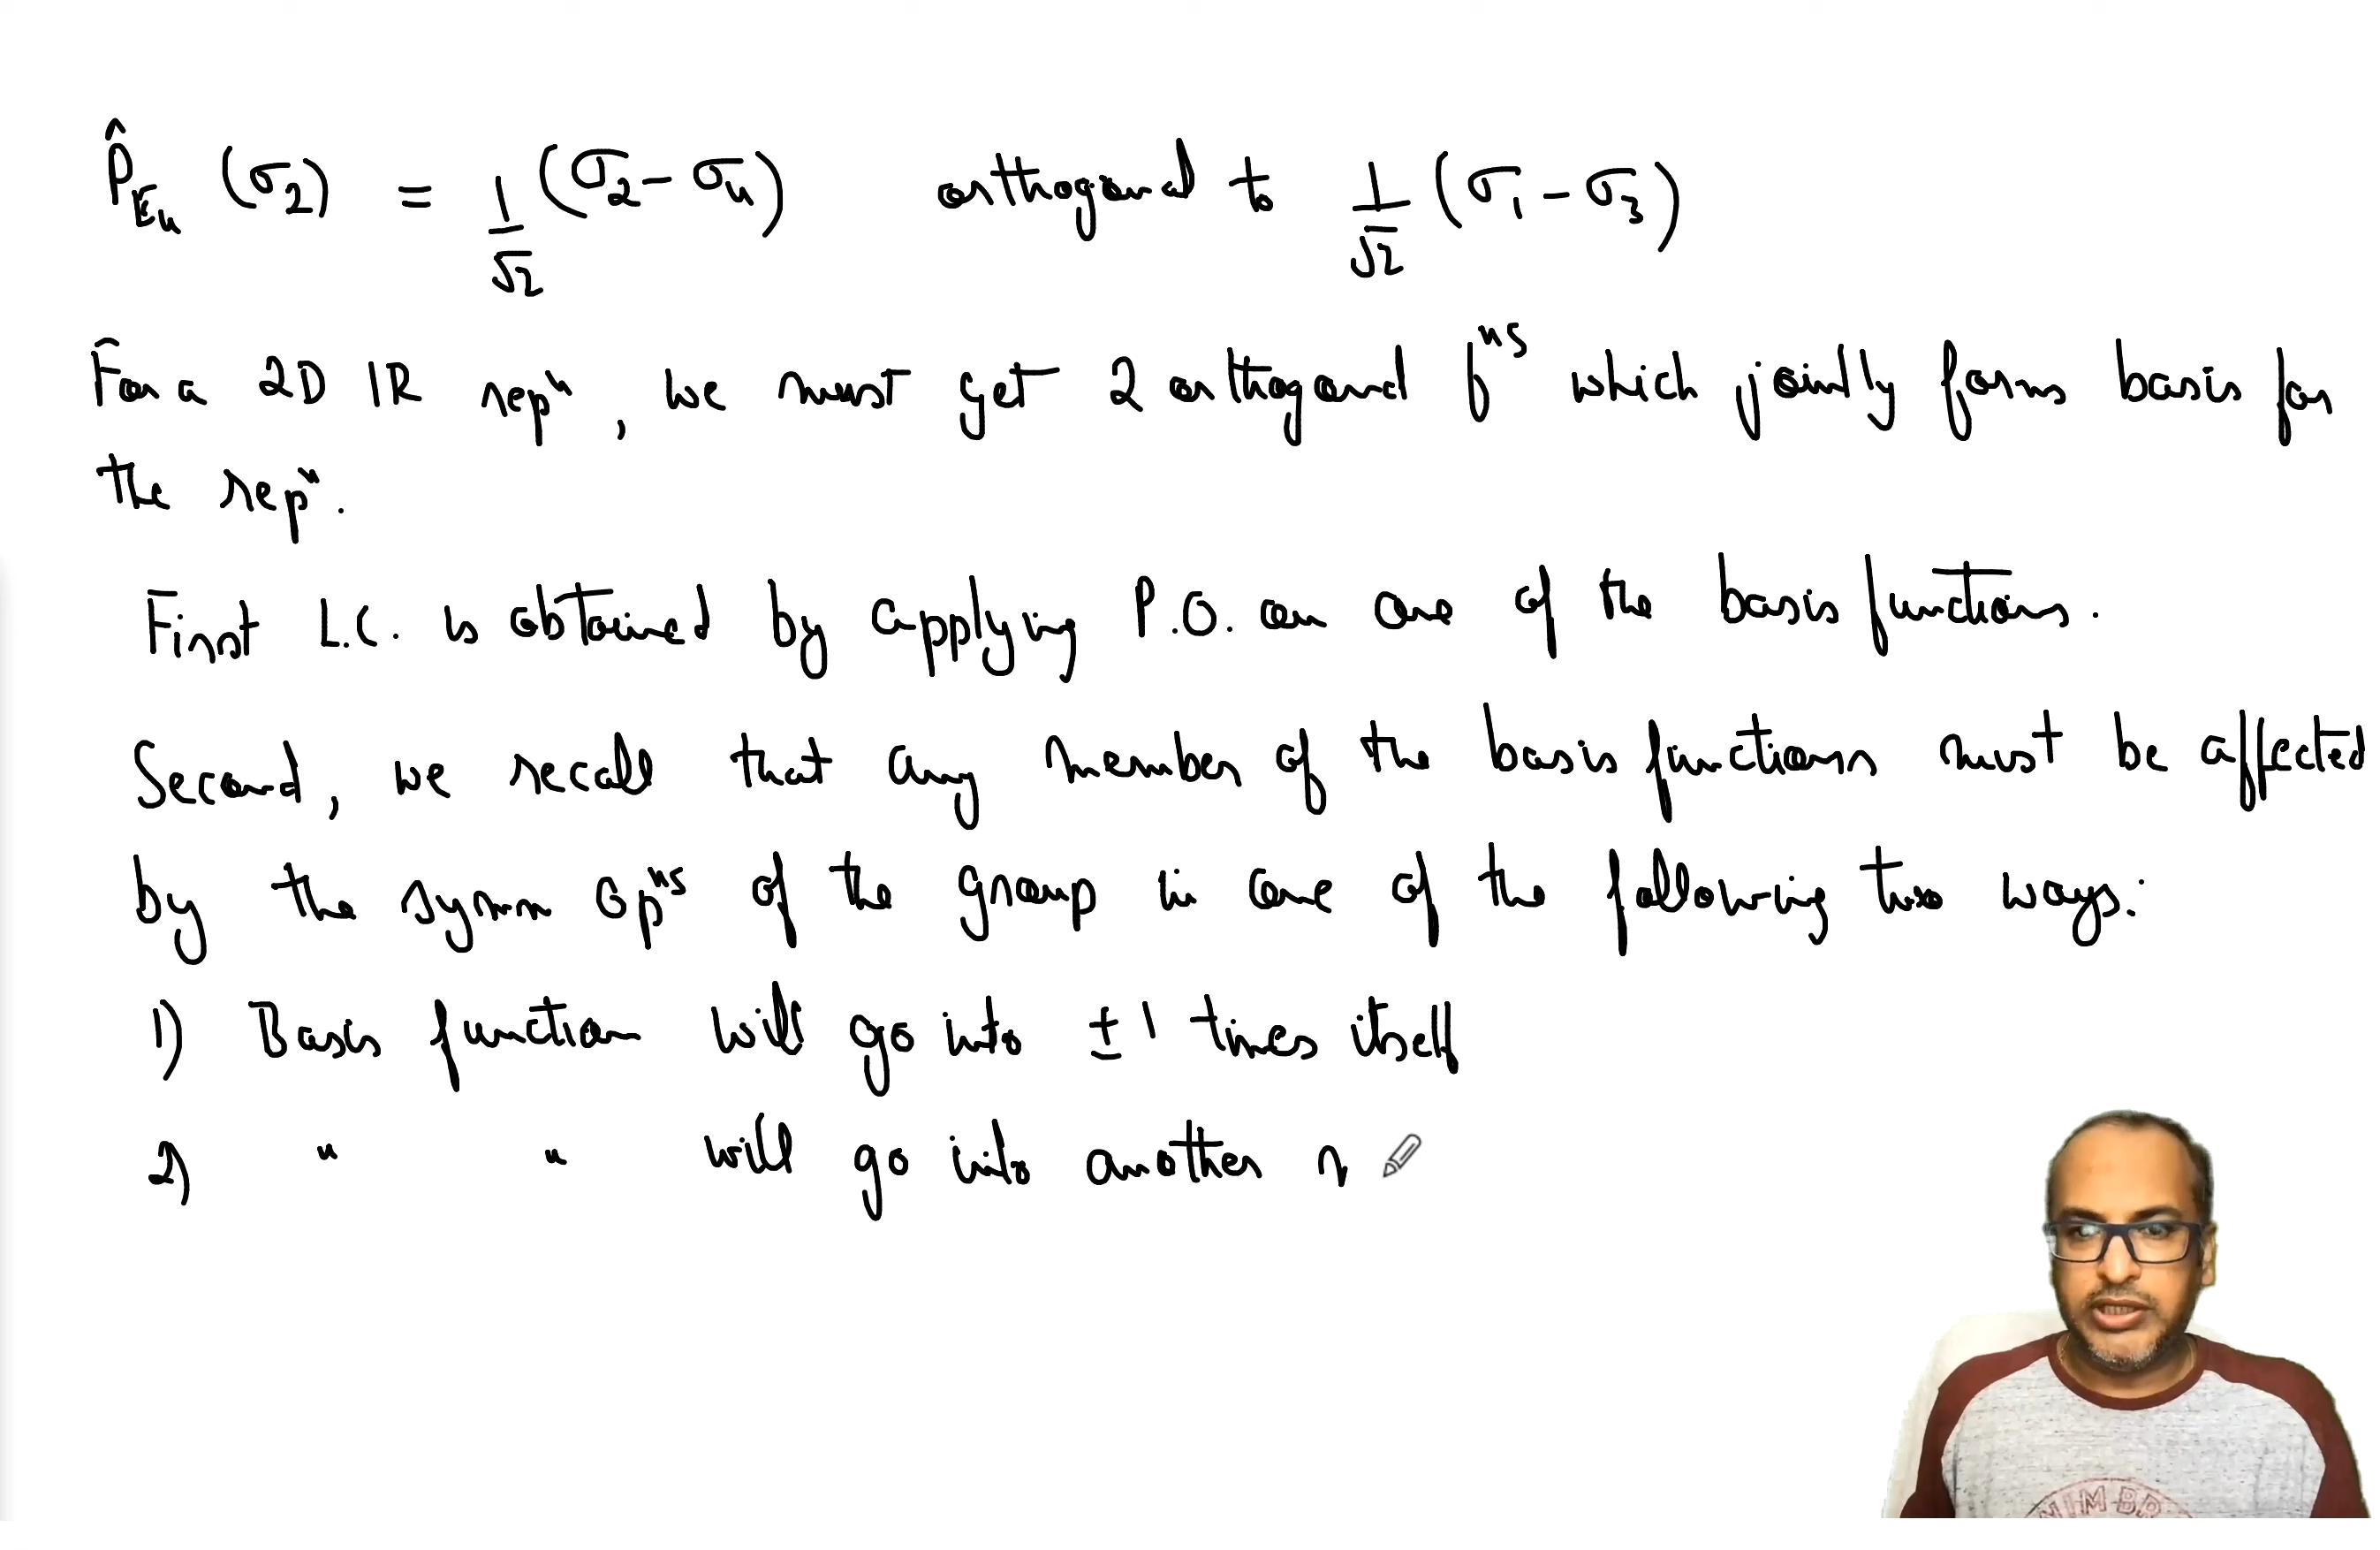 P̂_Eu (σ2) = 1/√2 (σ2 - σ4) orthogonal to 1/√2 (σ1 - σ3)
For a 2D IR repⁿ, we must get 2 orthogonal fⁿˢ which jointly forms basis for
the repⁿ.
First L.C. is obtained by applying P.O. on one of the basis functions.
Second, we recall that any member of the basis functions must be affected
by the symm opⁿˢ of the group in one of the following two ways:
1) Basis function will go into ±1 times itself
2) " " will go into another